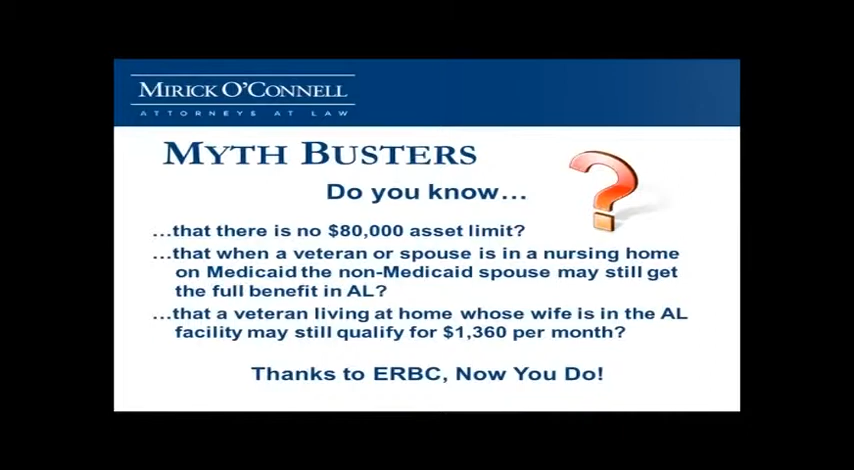 MIRICK O'CONNELL
ATTORNEYS AT LAW
MYTH BUSTERS
Do you know...
...that there is no $80,000 asset limit?
...that when a veteran or spouse is in a nursing home
on Medicaid the non-Medicaid spouse may still get
the full benefit in AL?
...that a veteran living at home whose wife is in the AL
facility may still qualify for $1,360 per month?
Thanks to ERBC, Now You Do!